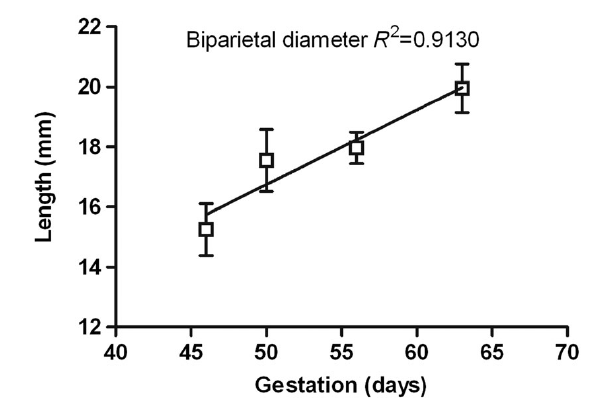 Biparietal diameter R²=0.9130
Length (mm)
22
20
18
16
14
12
40 45 50 55 60 65 70
Gestation (days)